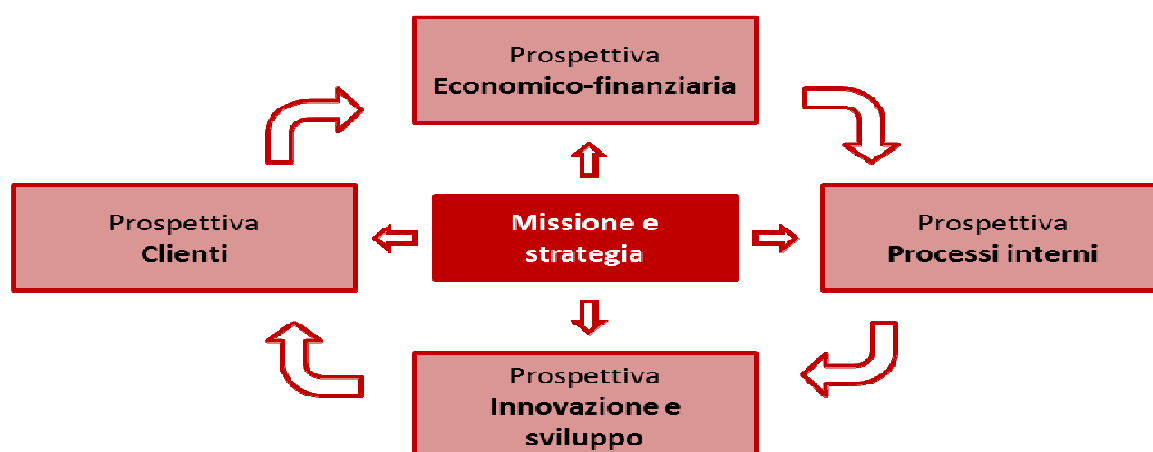 Prospettiva
Economico-finanziaria
Prospettiva
Clienti
Missione e
strategia
Prospettiva
Processi interni
Prospettiva
Innovazione e
sviluppo